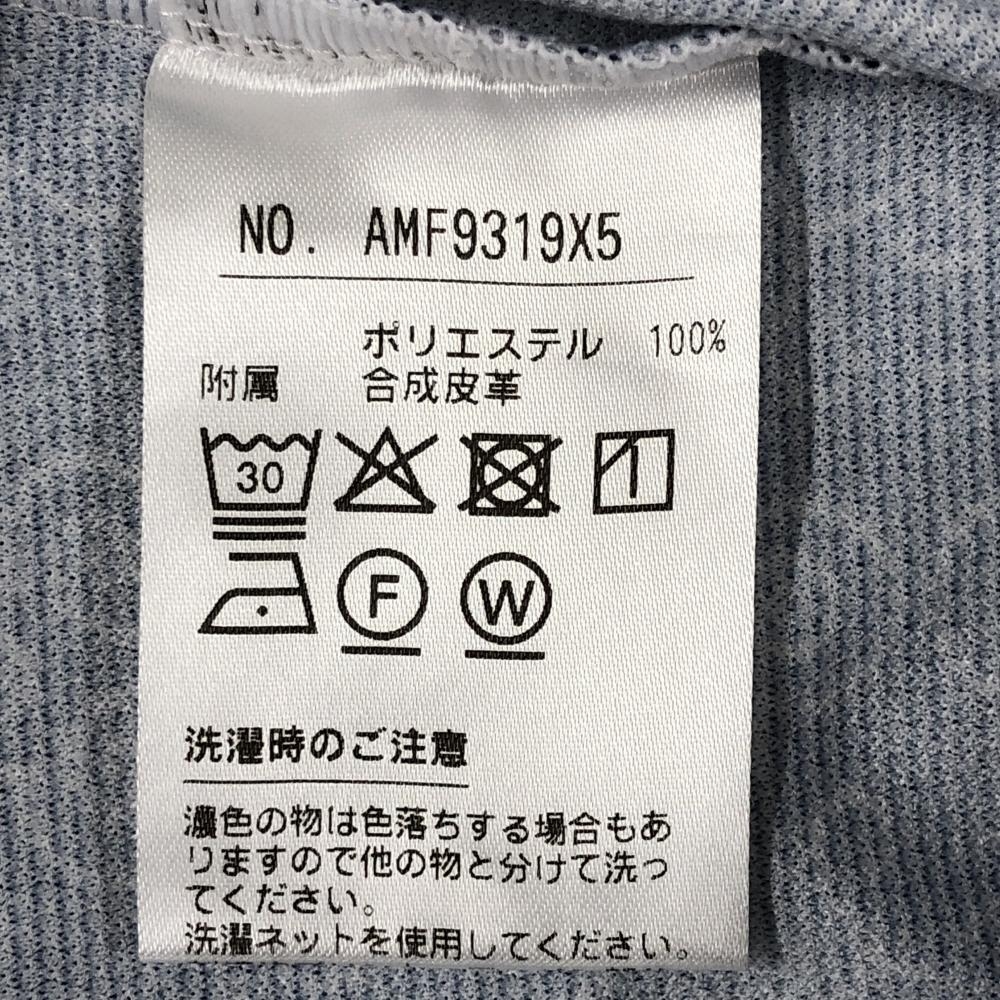 NO. AMF9319X5
ポリエステル 100%
附属 合成皮革
30
F W
洗濯時のご注意
濃色の物は色落ちする場合もあ
りますので他の物と分けて洗っ
てください。
洗濯ネットを使用してください。